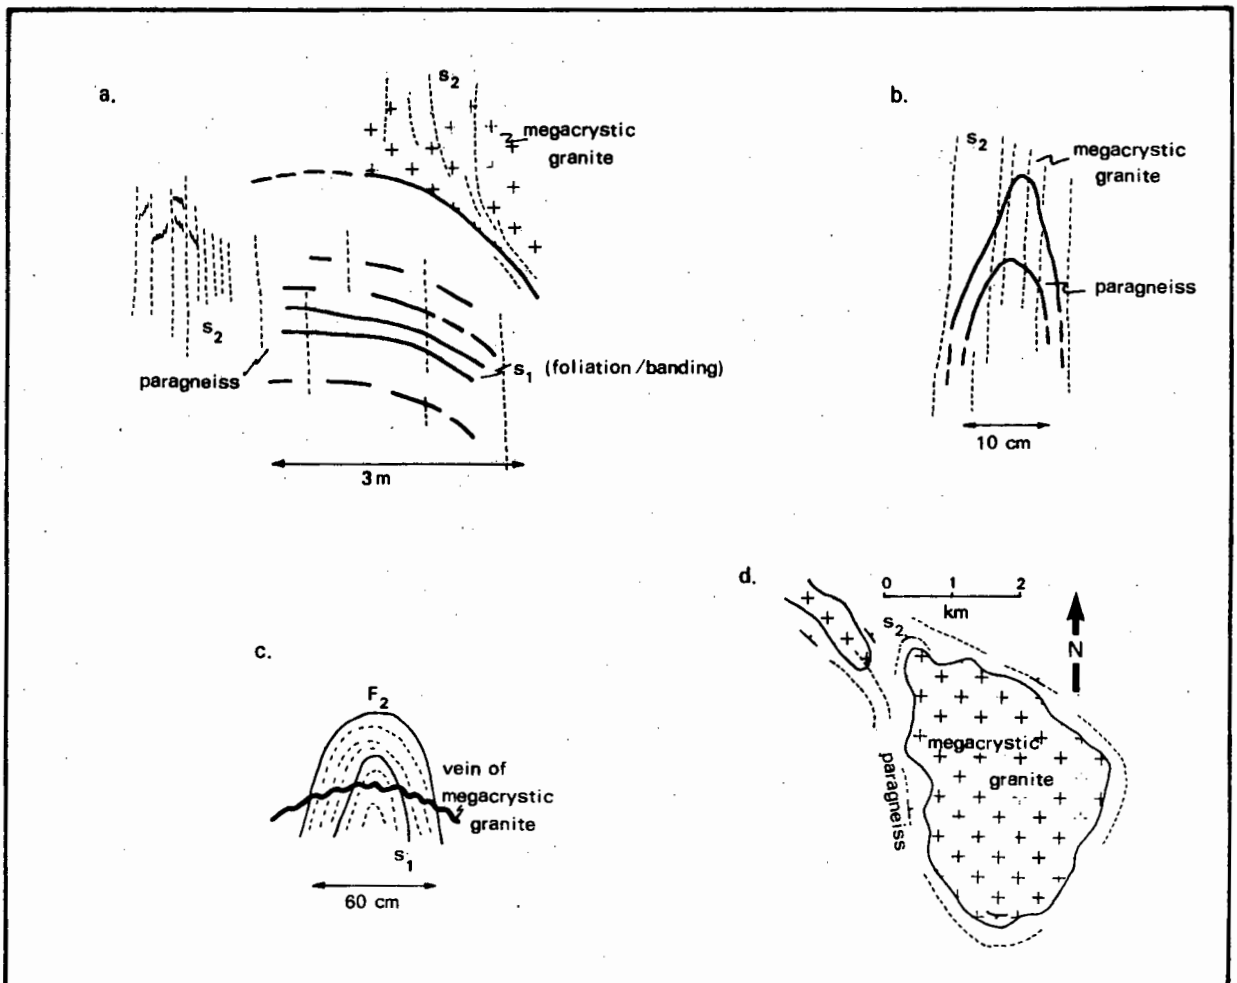 a.
s2
megacrystic
granite
s2
paragneiss
s1 (foliation/banding)
3 m
b.
s2
megacrystic
granite
paragneiss
10 cm
c.
F2
vein of
megacrystic
granite
s1
60 cm
d.
0 1 2
km
N
s2
megacrystic
granite
paragneiss